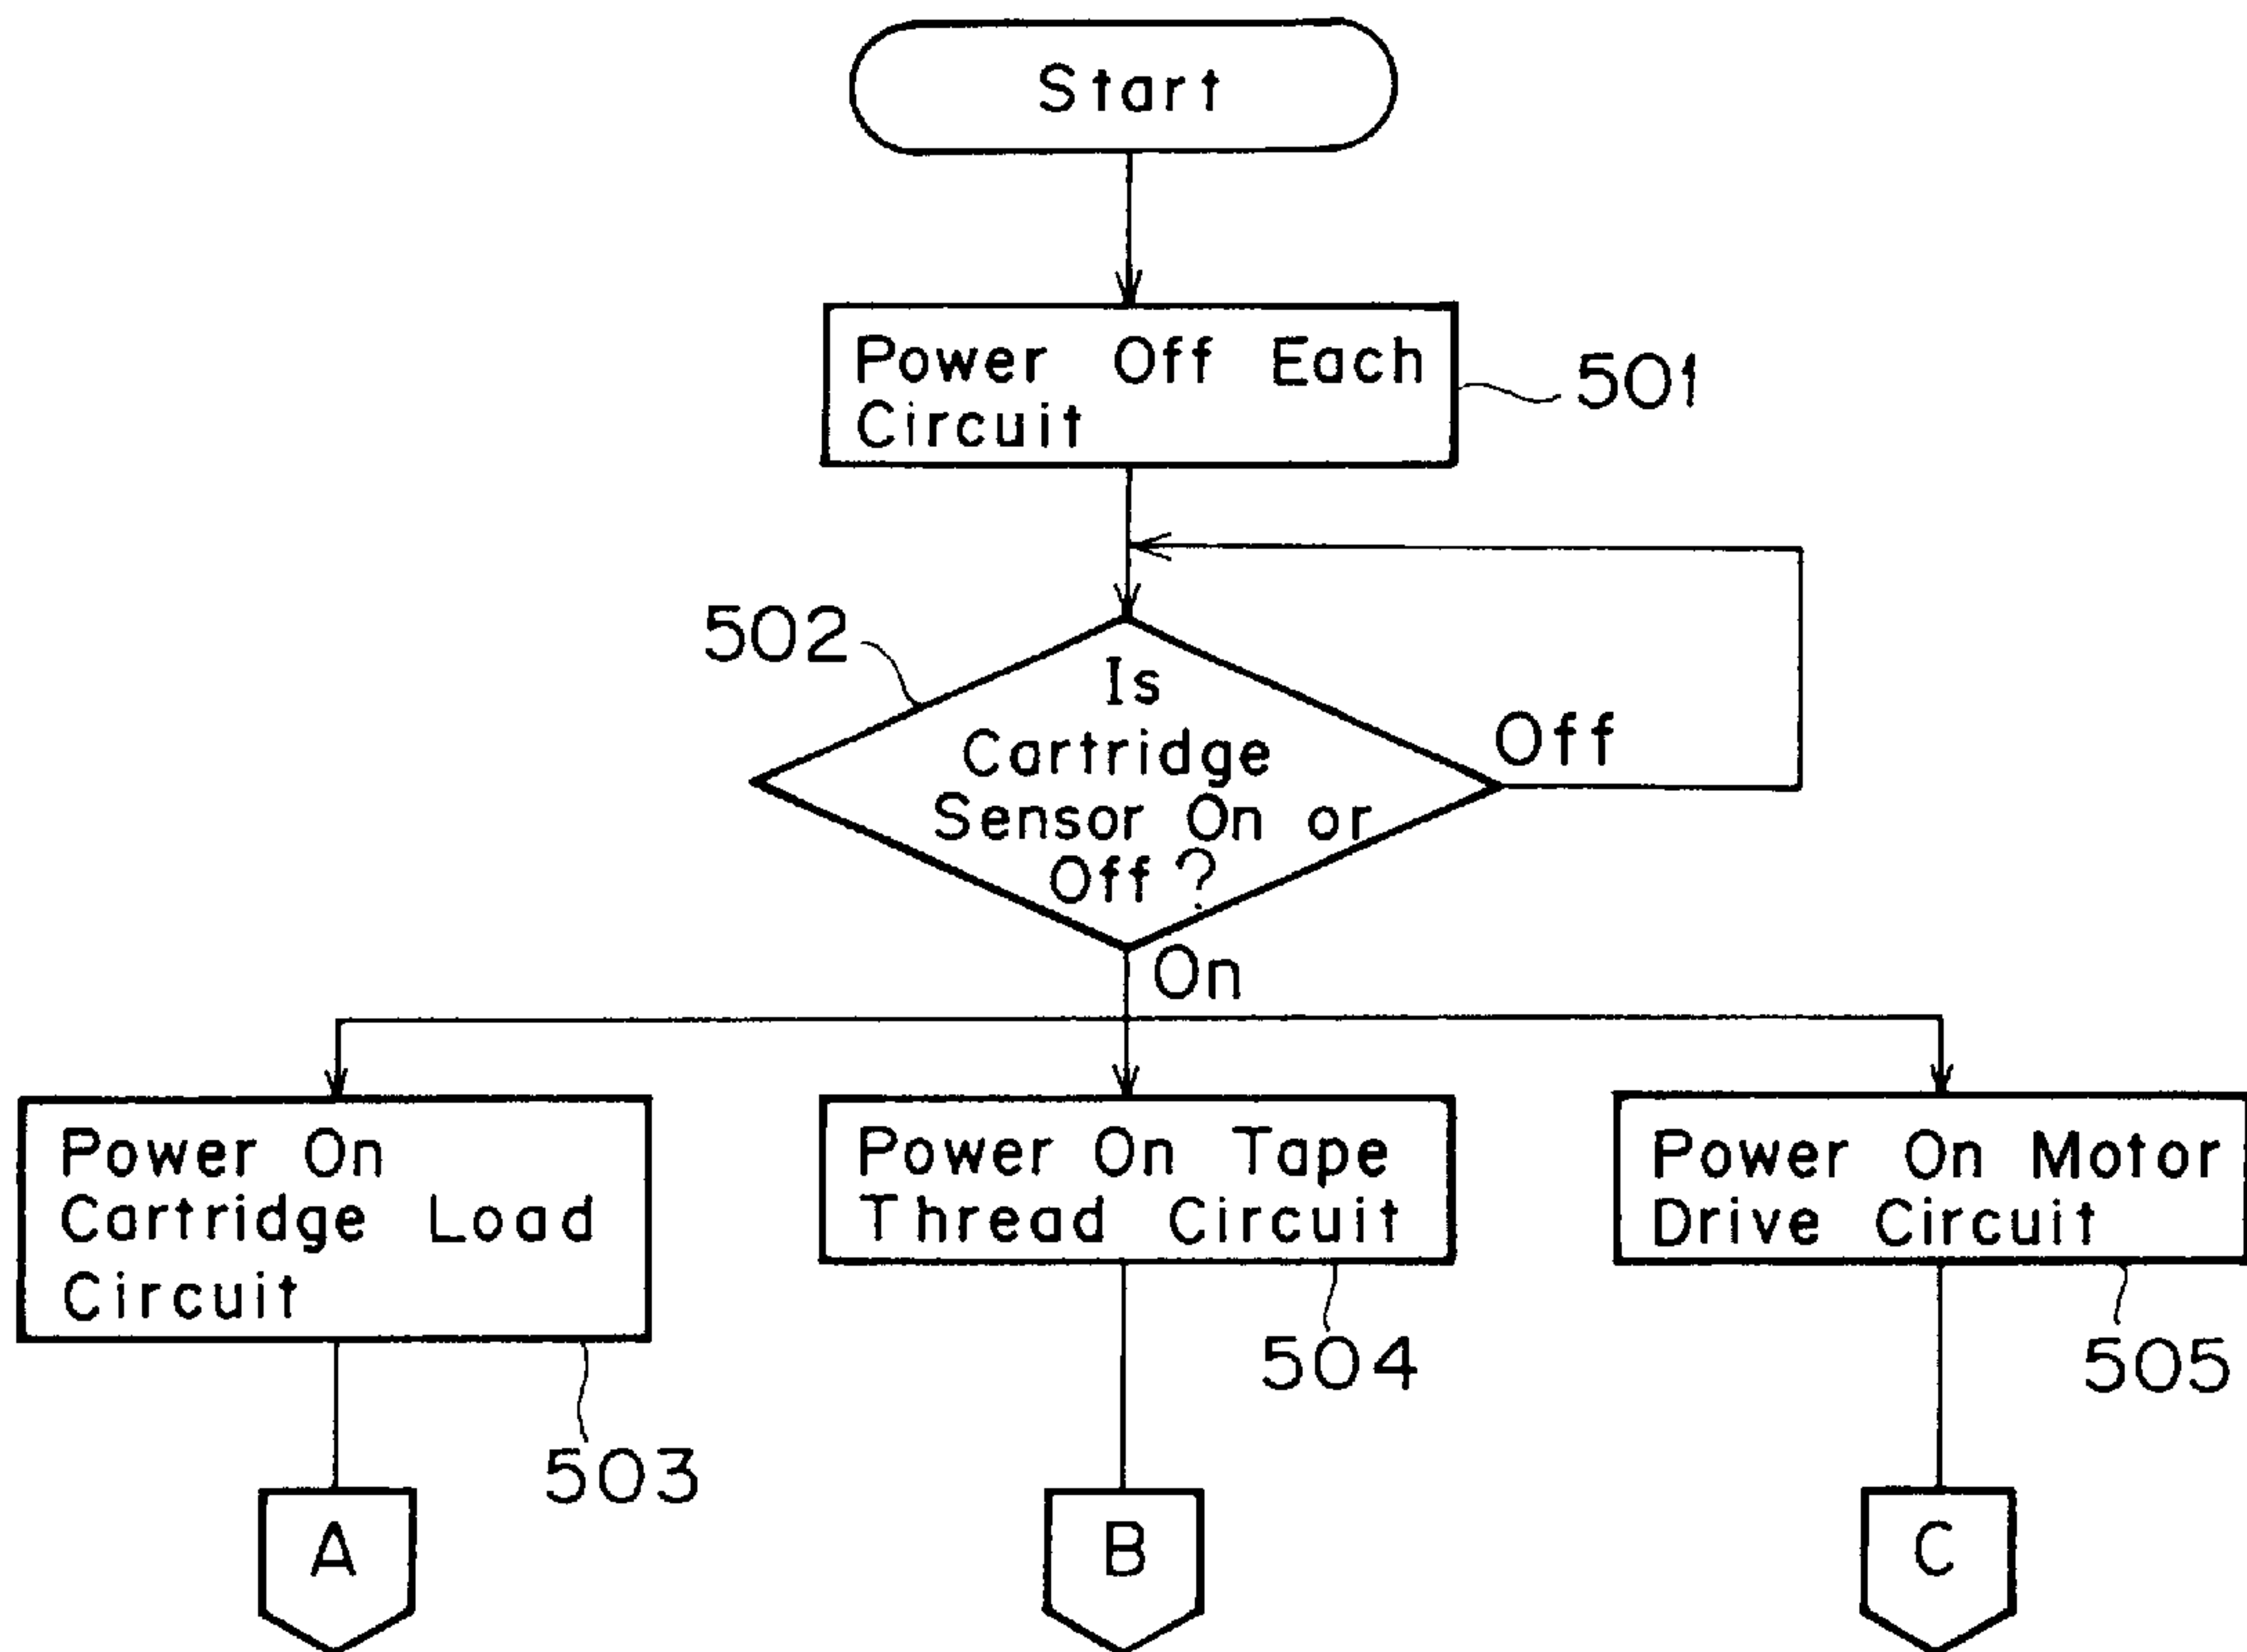 Start
Power Off Each
Circuit
501
502
Is
Cartridge
Sensor On or
Off?
Off
On
Power On
Cartridge Load
Circuit
503
Power On Tape
Thread Circuit
504
Power On Motor
Drive Circuit
505
A
B
C